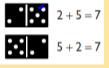 2 + 5 = 7
5 + 2 = 7